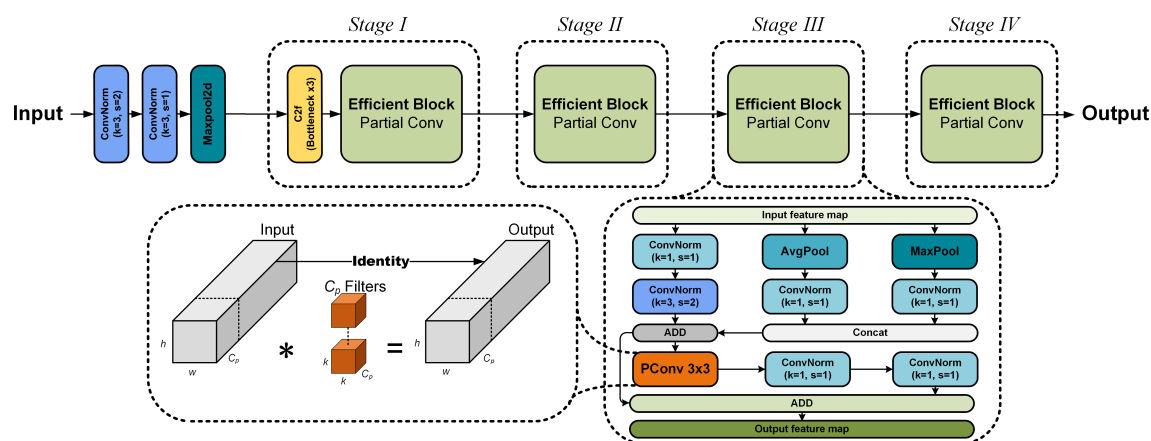 Stage I
Stage II
Stage III
Stage IV
Input
ConvNorm
(k=3, s=2)
ConvNorm
(k=3, s=1)
Maxpool2d
C2f
(Bottleneck x3)
Efficient Block
Partial Conv
Efficient Block
Partial Conv
Efficient Block
Partial Conv
Efficient Block
Partial Conv
Output
Input
Output
Identity
Cp Filters
h
w
Cp
*
k
k
Cp
=
h
w
Cp
Input feature map
ConvNorm
(k=1, s=1)
AvgPool
MaxPool
ConvNorm
(k=3, s=2)
ConvNorm
(k=1, s=1)
ConvNorm
(k=1, s=1)
ADD
Concat
PConv 3x3
ConvNorm
(k=1, s=1)
ConvNorm
(k=1, s=1)
ADD
Output feature map